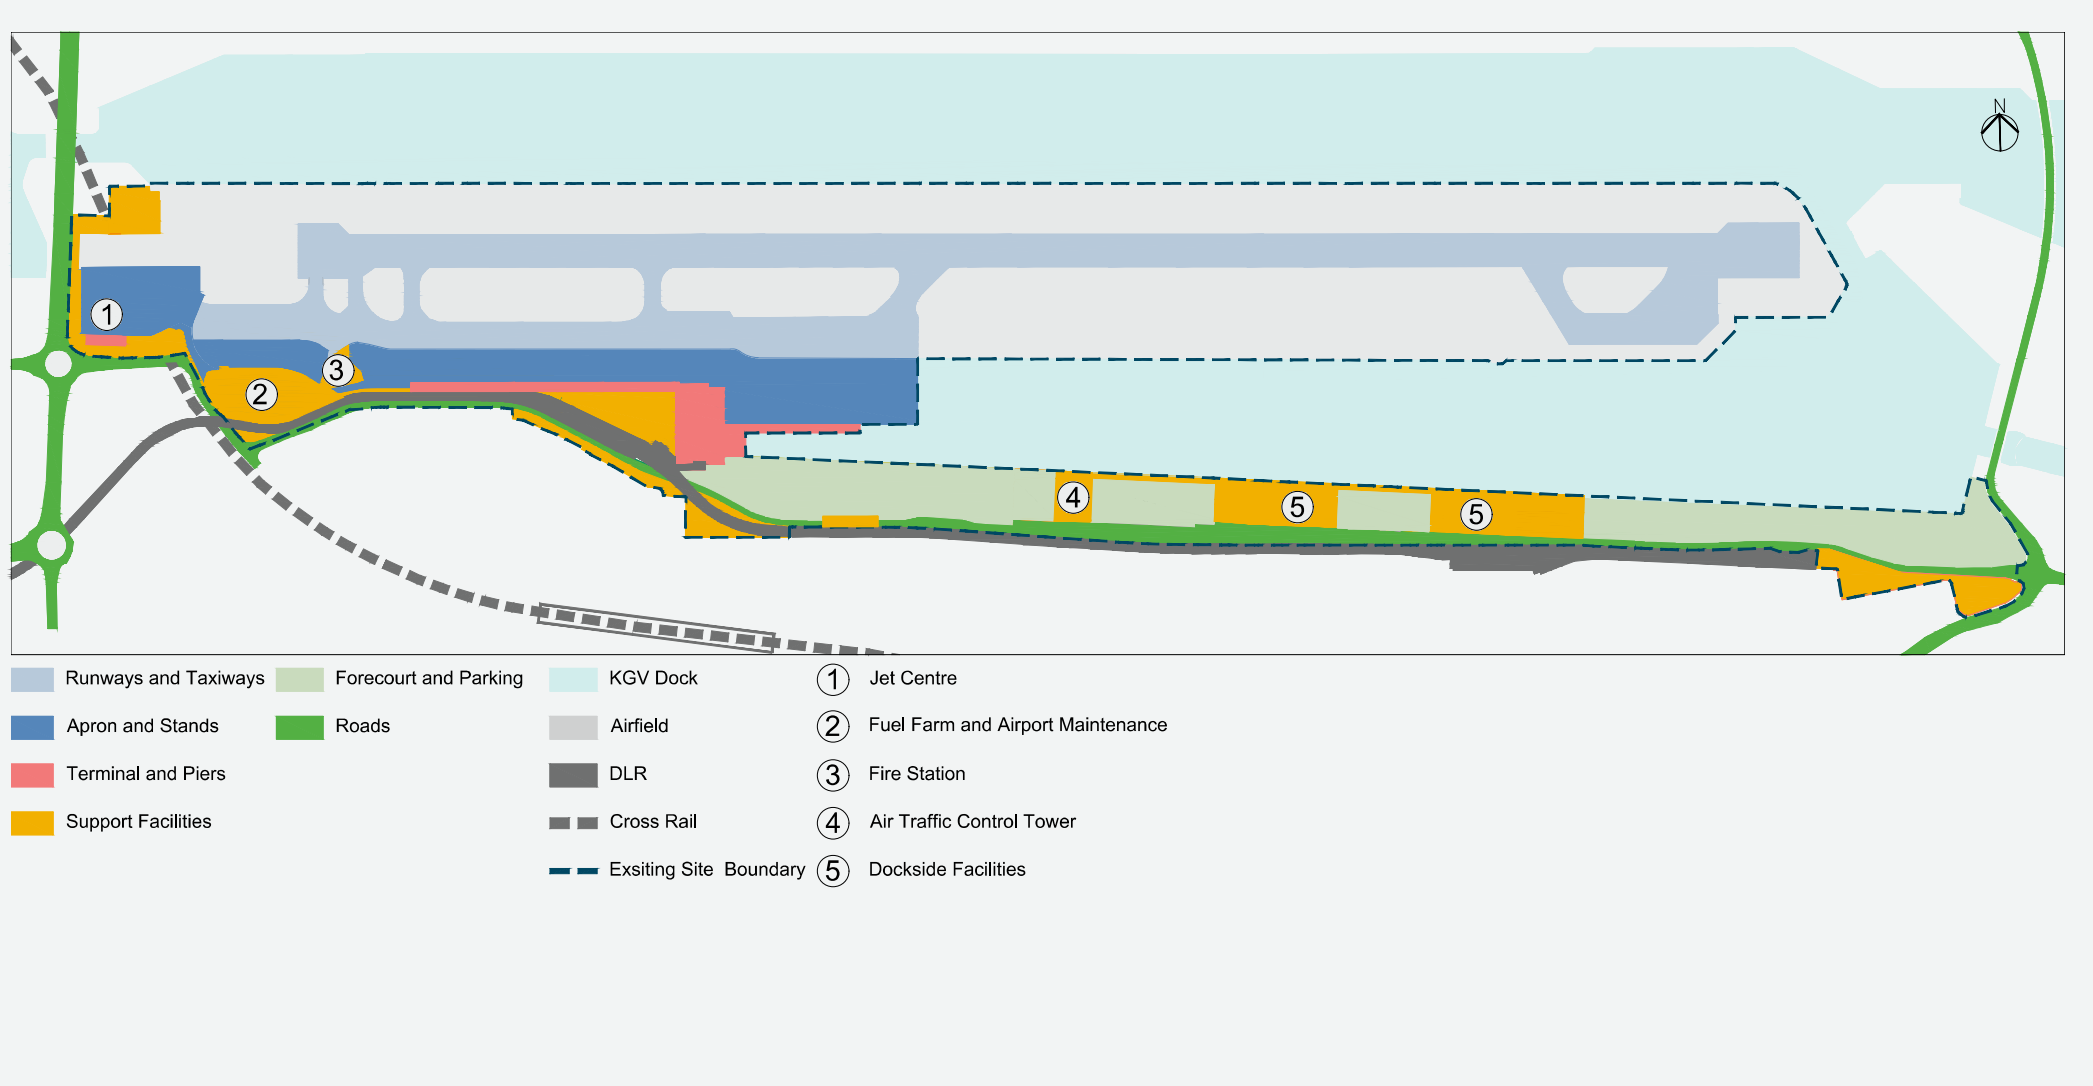 N
1
3
2
4
5
5
Runways and Taxiways
Forecourt and Parking
KGV Dock
1 Jet Centre
Apron and Stands
Roads
Airfield
2 Fuel Farm and Airport Maintenance
Terminal and Piers
DLR
3 Fire Station
Support Facilities
Cross Rail
4 Air Traffic Control Tower
Exsiting Site Boundary
5 Dockside Facilities